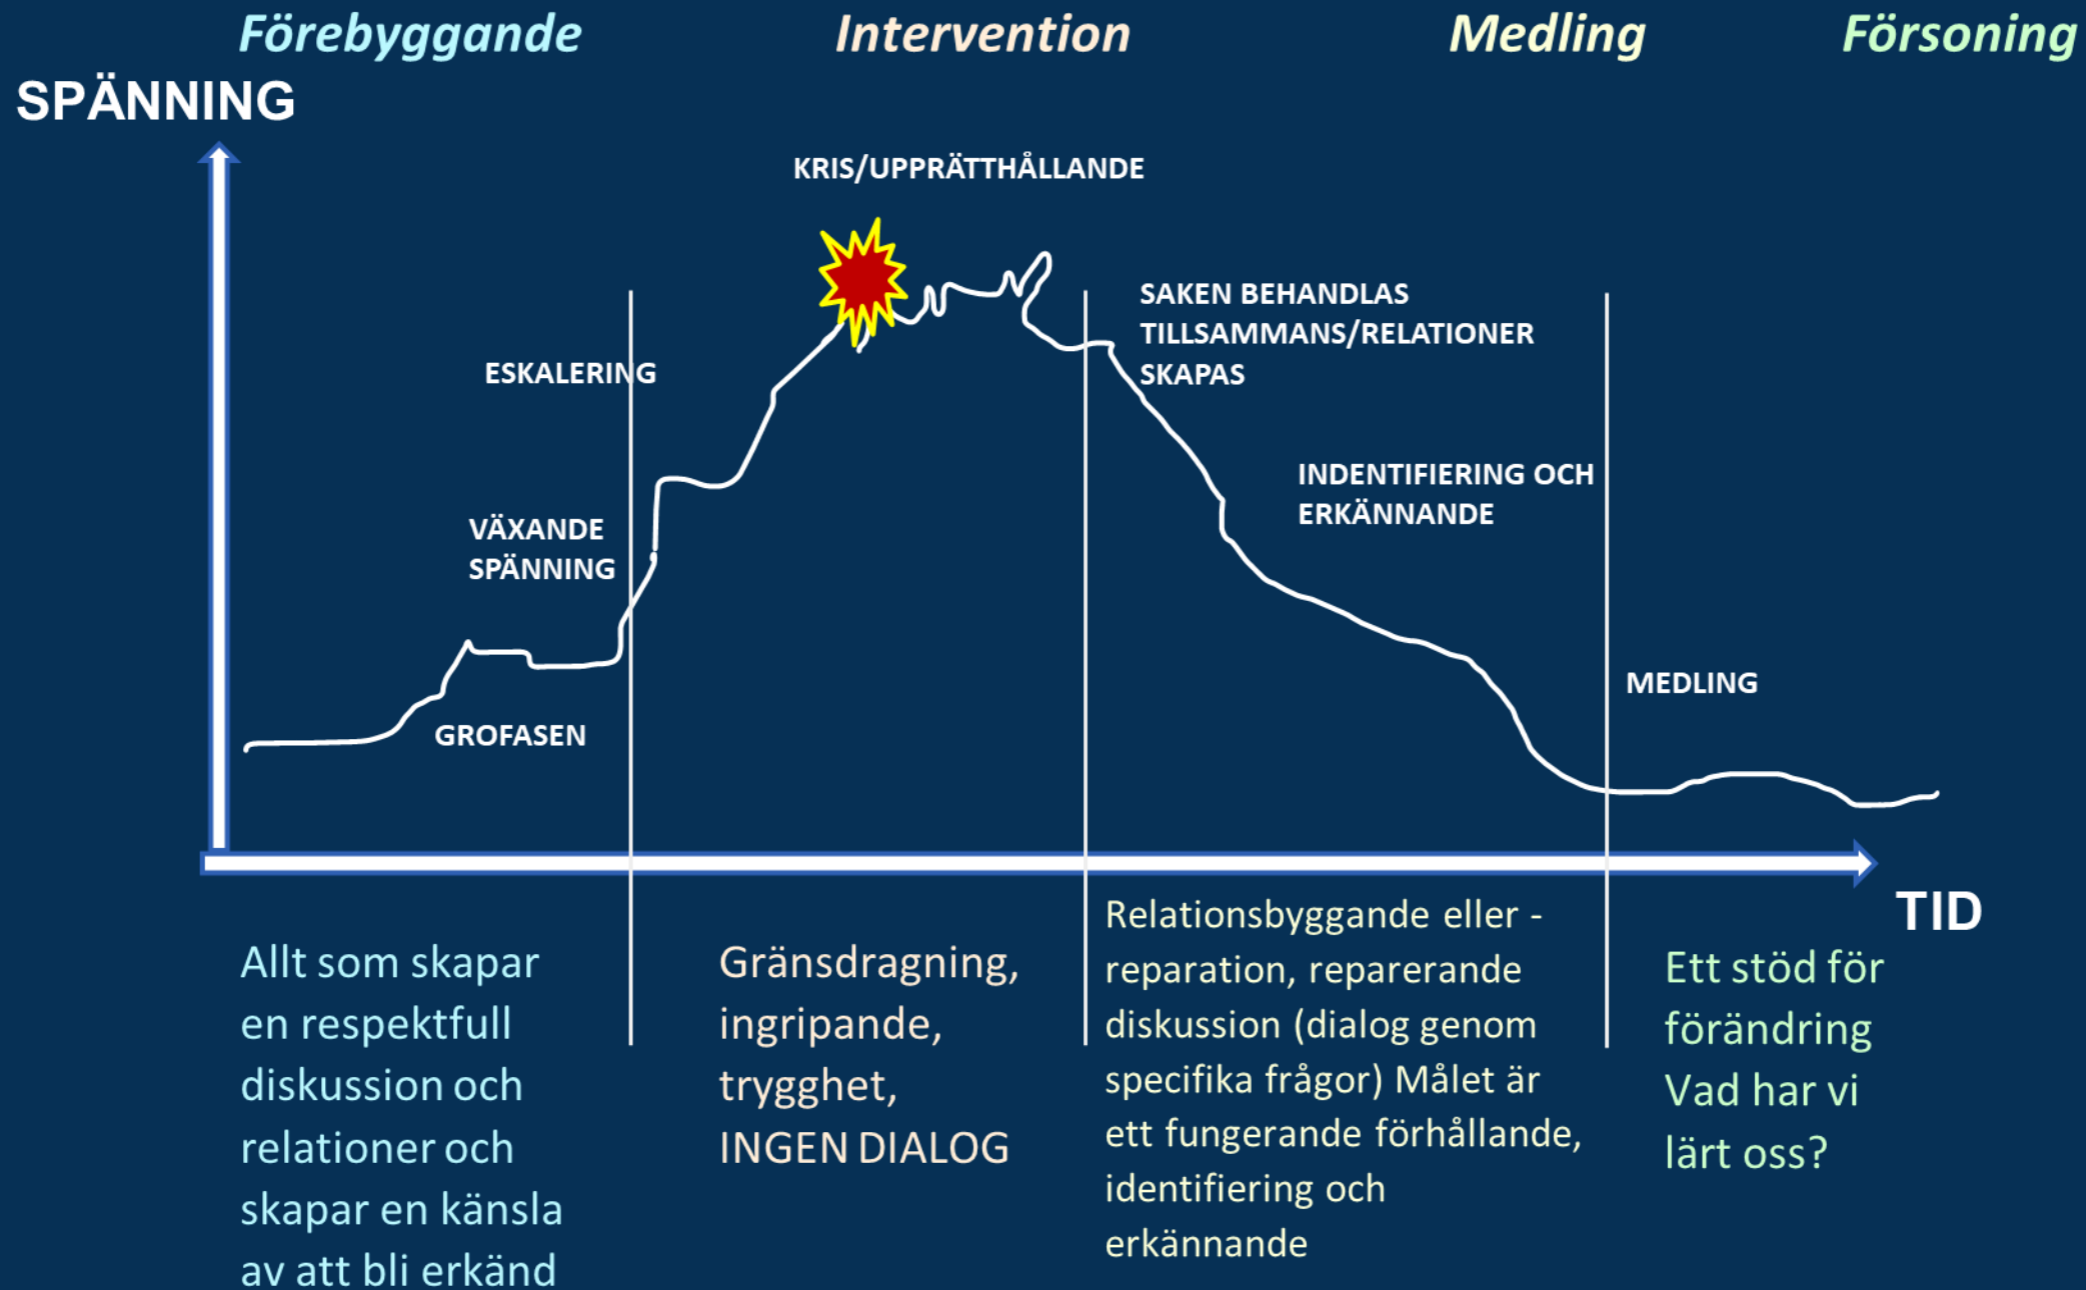 Förebyggande
Intervention
Medling
Försoning
SPÄNNING
KRIS/UPPRÄTTHÅLLANDE
SAKEN BEHANDLAS
TILLSAMMANS/RELATIONER
SKAPAS
ESKALERING
INDENTIFIERING OCH
ERKÄNNANDE
VÄXANDE
SPÄNNING
MEDLING
GROFASEN
TID
Allt som skapar
en respektfull
diskussion och
relationer och
skapar en känsla
av att bli erkänd
Gränsdragning,
ingripande,
trygghet,
INGEN DIALOG
Relationsbyggande eller -
reparation, reparerande
diskussion (dialog genom
specifika frågor) Målet är
ett fungerande förhållande,
identifiering och
erkännande
Ett stöd för
förändring
Vad har vi
lärt oss?